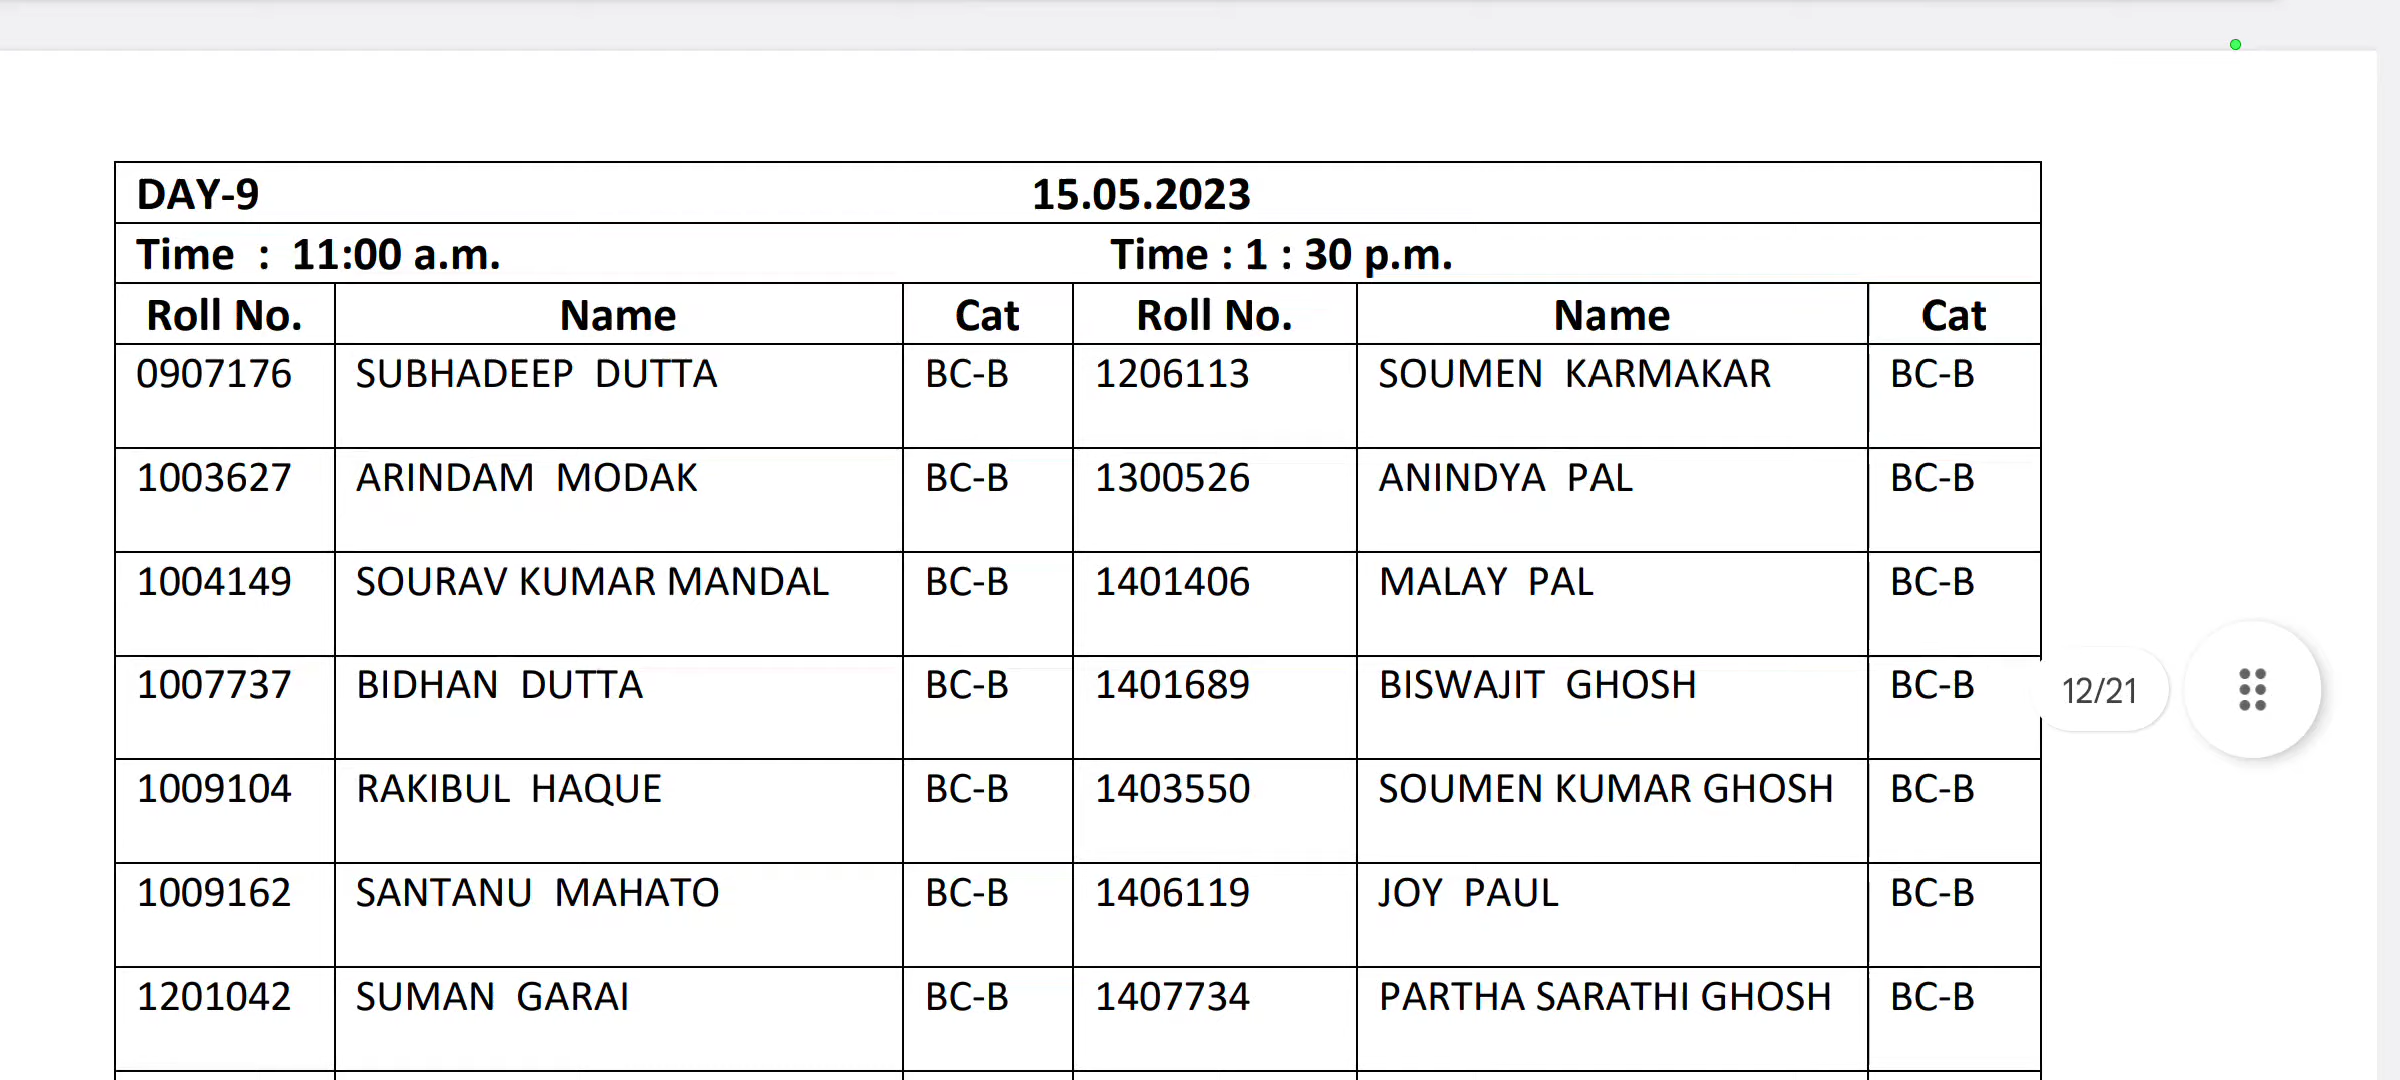 DAY-9 15.05.2023
Time : 11:00 a.m. Time : 1 : 30 p.m.
Roll No. Name Cat Roll No. Name Cat
0907176 SUBHADEEP DUTTA BC-B 1206113 SOUMEN KARMAKAR BC-B
1003627 ARINDAM MODAK BC-B 1300526 ANINDYA PAL BC-B
1004149 SOURAV KUMAR MANDAL BC-B 1401406 MALAY PAL BC-B
1007737 BIDHAN DUTTA BC-B 1401689 BISWAJIT GHOSH BC-B
12/21
1009104 RAKIBUL HAQUE BC-B 1403550 SOUMEN KUMAR GHOSH BC-B
1009162 SANTANU MAHATO BC-B 1406119 JOY PAUL BC-B
1201042 SUMAN GARAI BC-B 1407734 PARTHA SARATHI GHOSH BC-B